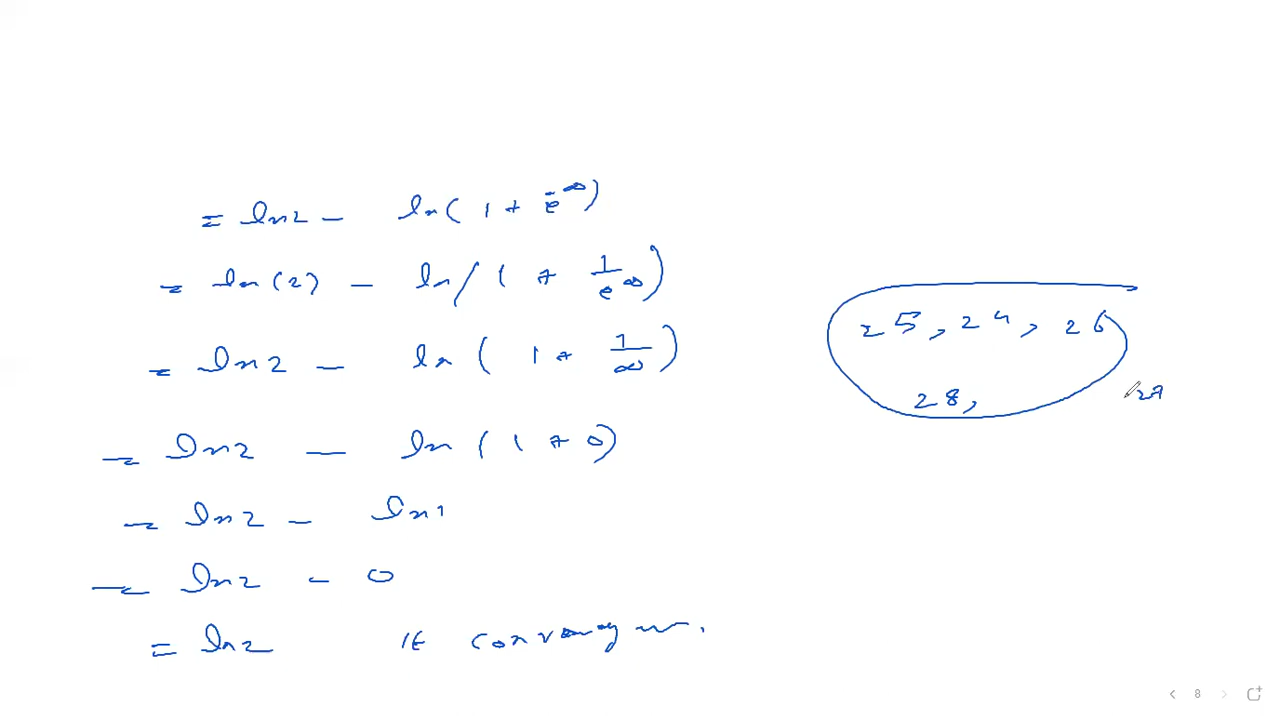 = ln2 - ln(1 + e^-∞)
= ln(2) - ln(1 + 1/e^∞)
= ln2 - ln(1 + 1/∞)
= ln2 - ln(1 + 0)
= ln2 - ln1
= ln2 - 0
= ln2 It converges.
25, 24, 26
28,
27
8